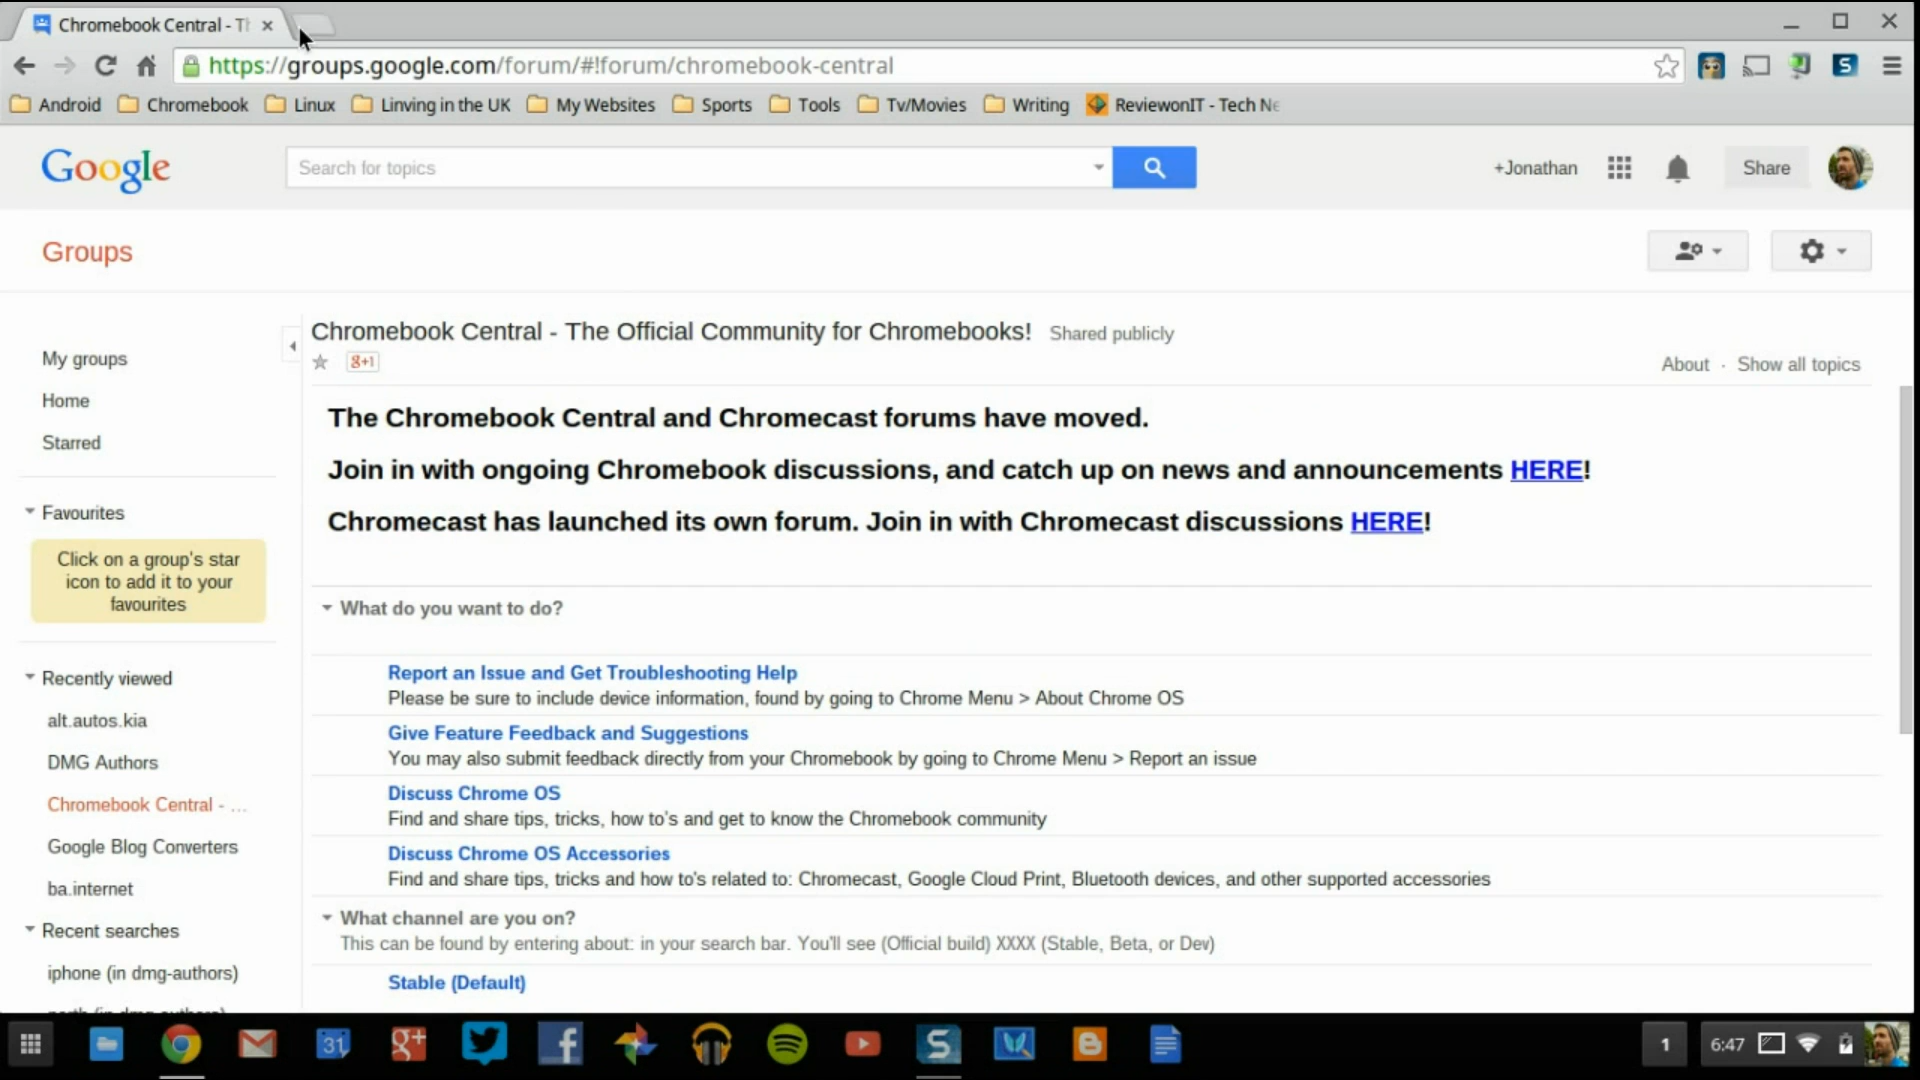 Chromebook Central - Th
https://groups.google.com/forum/#!forum/chromebook-central
Android Chromebook Linux Linving in the UK My Websites Sports Tools Tv/Movies Writing ReviewonIT - Tech Ne
Google Search for topics +Jonathan Share
Groups
Chromebook Central - The Official Community for Chromebooks! Shared publicly
g+1
About · Show all topics
My groups
Home
Starred
Favourites
Click on a group's star
icon to add it to your
favourites
Recently viewed
alt.autos.kia
DMG Authors
Chromebook Central - ...
Google Blog Converters
ba.internet
Recent searches
iphone (in dmg-authors)
The Chromebook Central and Chromecast forums have moved.
Join in with ongoing Chromebook discussions, and catch up on news and announcements HERE!
Chromecast has launched its own forum. Join in with Chromecast discussions HERE!
What do you want to do?
Report an Issue and Get Troubleshooting Help
Please be sure to include device information, found by going to Chrome Menu > About Chrome OS
Give Feature Feedback and Suggestions
You may also submit feedback directly from your Chromebook by going to Chrome Menu > Report an issue
Discuss Chrome OS
Find and share tips, tricks, how to's and get to know the Chromebook community
Discuss Chrome OS Accessories
Find and share tips, tricks and how to's related to: Chromecast, Google Cloud Print, Bluetooth devices, and other supported accessories
What channel are you on?
This can be found by entering about: in your search bar. You'll see (Official build) XXXX (Stable, Beta, or Dev)
Stable (Default)
31 g+ f S B 1 6:47